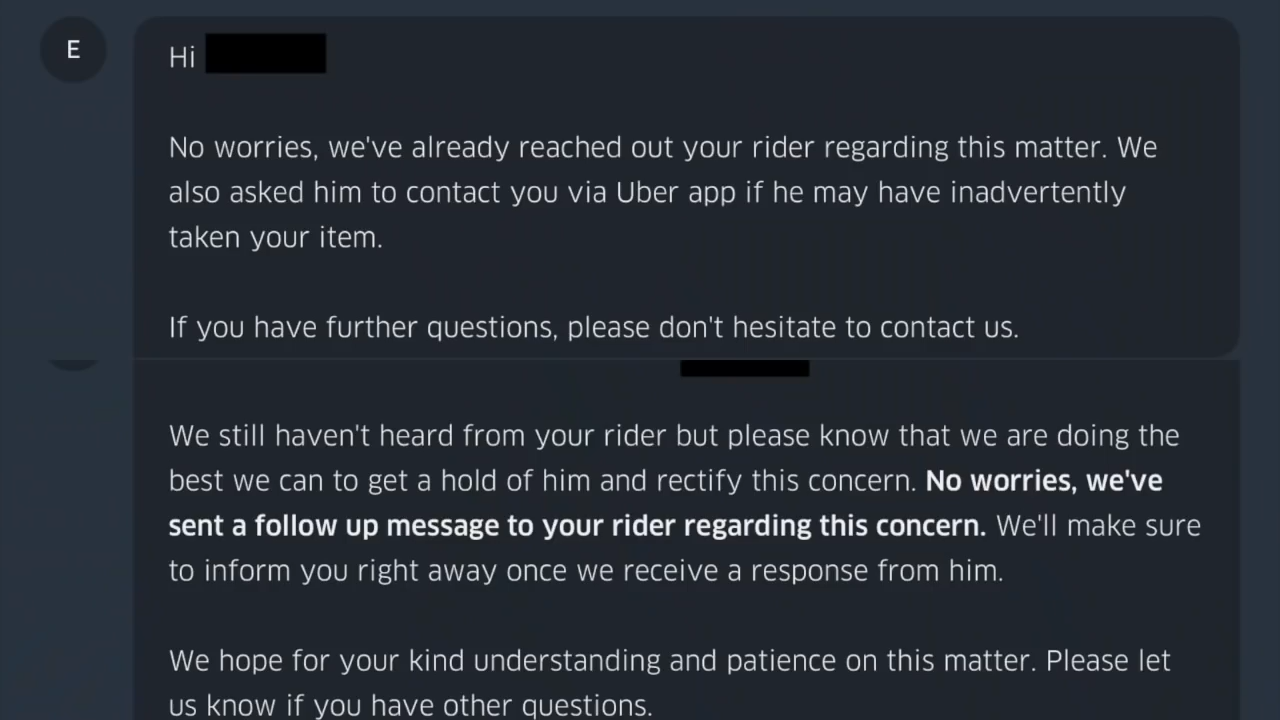 E
Hi
No worries, we've already reached out your rider regarding this matter. We
also asked him to contact you via Uber app if he may have inadvertently
taken your item.
If you have further questions, please don't hesitate to contact us.
We still haven't heard from your rider but please know that we are doing the
best we can to get a hold of him and rectify this concern. No worries, we've
sent a follow up message to your rider regarding this concern. We'll make sure
to inform you right away once we receive a response from him.
We hope for your kind understanding and patience on this matter. Please let
us know if you have other questions.